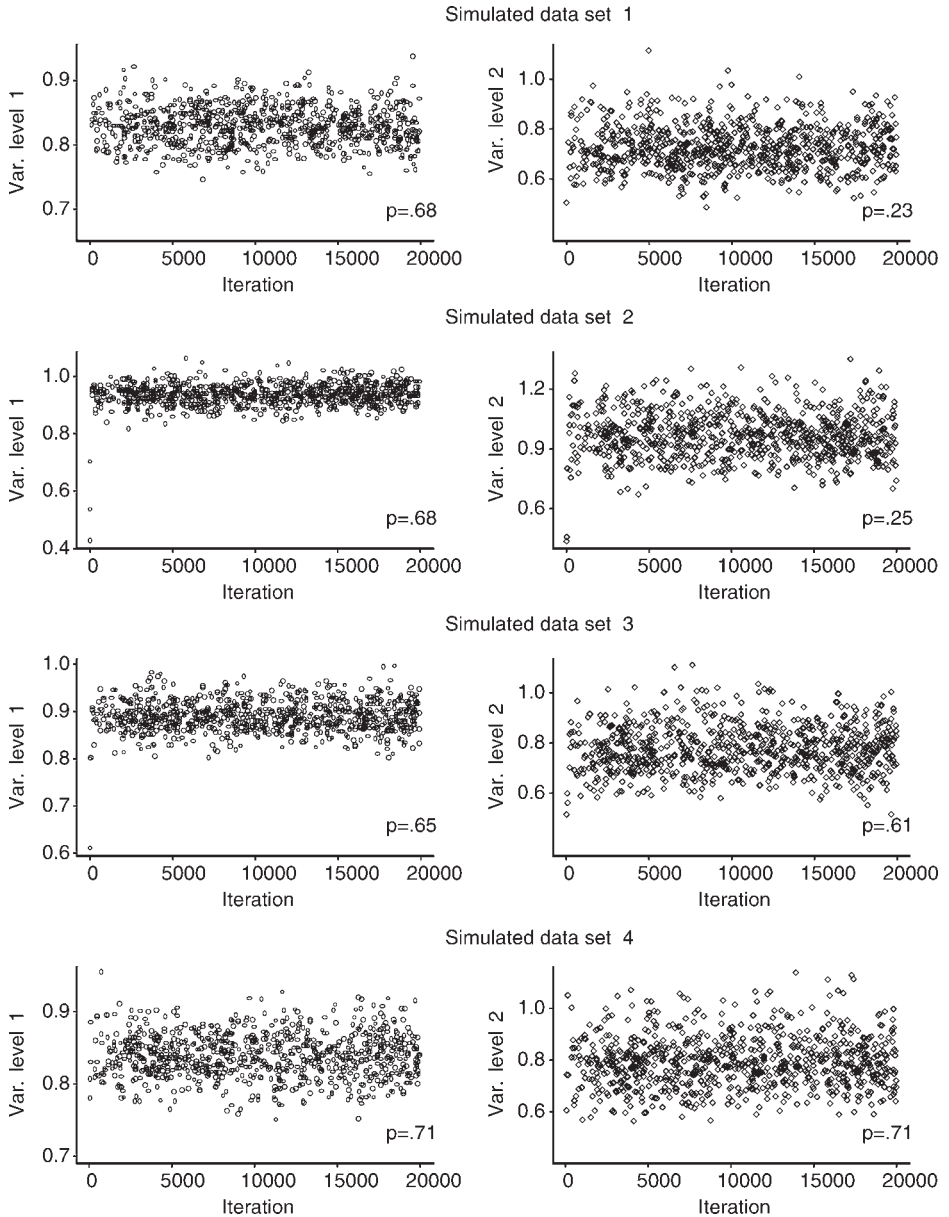 Simulated data set 1
Var. level 1
0.9
0.8
0.7
p=.68
0 5000 10000 15000 20000
Iteration
Var. level 2
1.0
0.8
0.6
p=.23
0 5000 10000 15000 20000
Iteration
Simulated data set 2
Var. level 1
1.0
0.8
0.6
0.4
p=.68
0 5000 10000 15000 20000
Iteration
Var. level 2
1.2
0.9
0.6
p=.25
0 5000 10000 15000 20000
Iteration
Simulated data set 3
Var. level 1
1.0
0.9
0.8
0.7
0.6
p=.65
0 5000 10000 15000 20000
Iteration
Var. level 2
1.0
0.8
0.6
p=.61
0 5000 10000 15000 20000
Iteration
Simulated data set 4
Var. level 1
0.9
0.8
0.7
p=.71
0 5000 10000 15000 20000
Iteration
Var. level 2
1.0
0.8
0.6
p=.71
0 5000 10000 15000 20000
Iteration